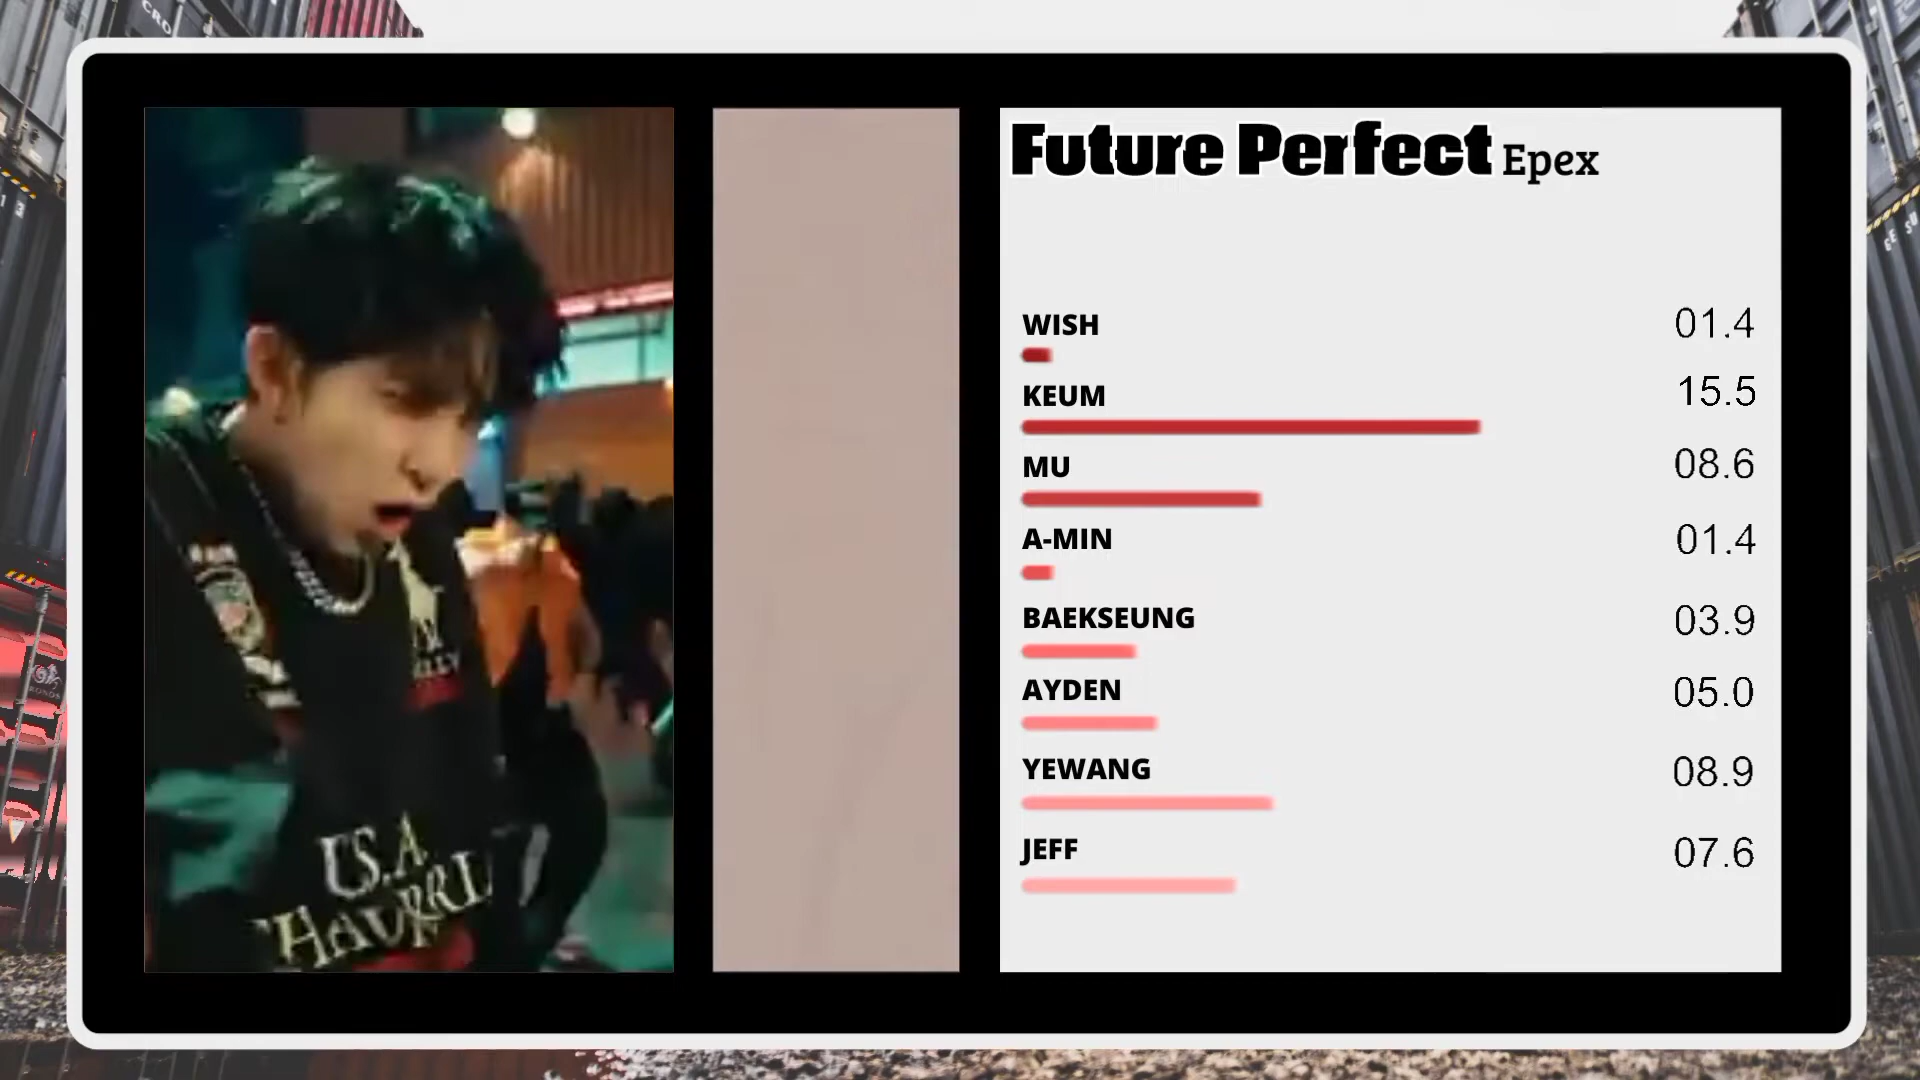 CRO
Future Perfect Epex
WISH 01.4
KEUM 15.5
MU 08.6
A-MIN 01.4
BAEKSEUNG 03.9
AYDEN 05.0
YEWANG 08.9
JEFF 07.6
U.S.A